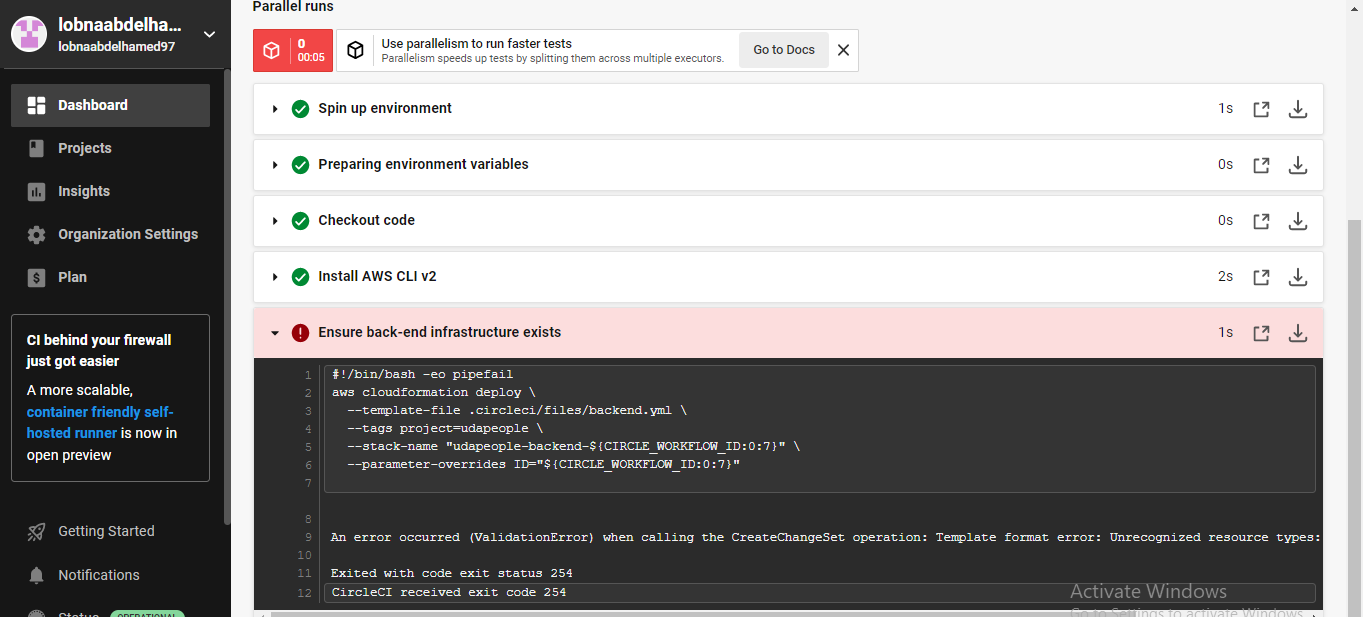 lobnaabdelha...
lobnaabdelhamed97
Dashboard
Projects
Insights
Organization Settings
Plan
CI behind your firewall
just got easier
A more scalable,
container friendly self-
hosted runner is now in
open preview
Getting Started
Notifications
Status OPERATIONAL
Parallel runs
0
00:05
Use parallelism to run faster tests
Parallelism speeds up tests by splitting them across multiple executors.
Go to Docs
Spin up environment 1s
Preparing environment variables 0s
Checkout code 0s
Install AWS CLI v2 2s
Ensure back-end infrastructure exists 1s
1 #!/bin/bash -eo pipefail
2 aws cloudformation deploy \
3 --template-file .circleci/files/backend.yml \
4 --tags project=udapeople \
5 --stack-name "udapeople-backend-${CIRCLE_WORKFLOW_ID:0:7}" \
6 --parameter-overrides ID="${CIRCLE_WORKFLOW_ID:0:7}"
7
8
9 An error occurred (ValidationError) when calling the CreateChangeSet operation: Template format error: Unrecognized resource types:
10
11 Exited with code exit status 254
12 CircleCI received exit code 254
Activate Windows
Go to Settings to activate Windows.